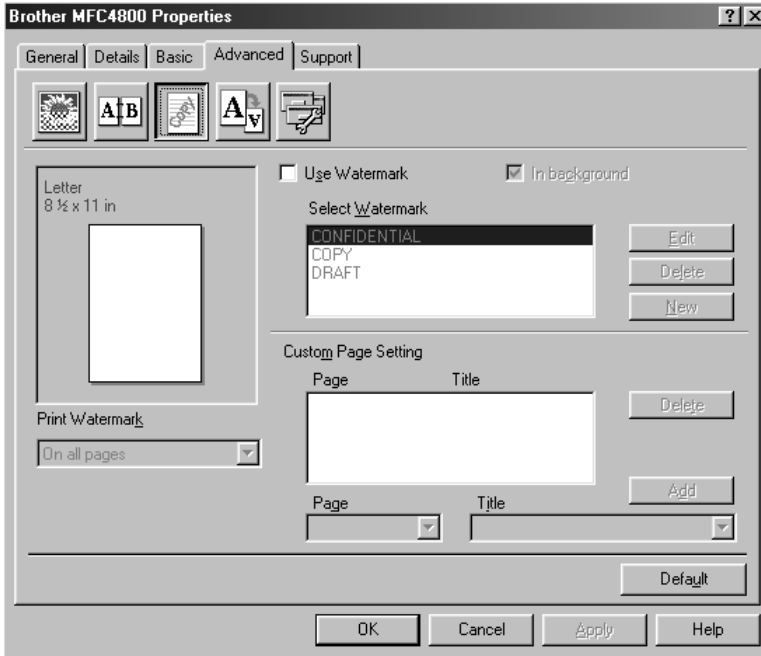 Brother MFC4800 Properties
General Details Basic Advanced Support
A B COPY A A
Letter
8 ½ x 11 in
Use Watermark In background
Select Watermark
CONFIDENTIAL
COPY
DRAFT
Edit
Delete
New
Print Watermark
On all pages
Custom Page Setting
Page Title
Delete
Add
Page Title
Default
OK Cancel Apply Help